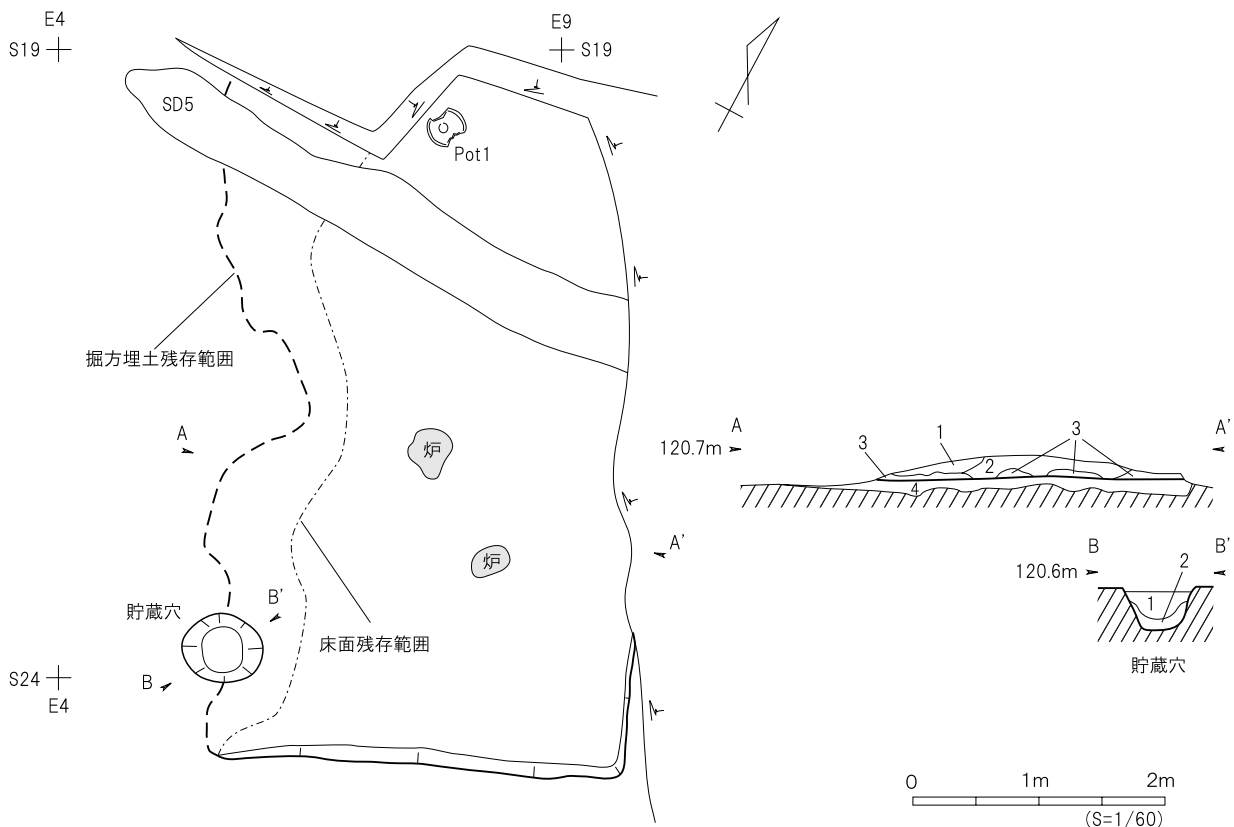 E4
S19
E9
S19
SD5
Pot1
掘方埋土残存範囲
炉
炉
A
A'
貯蔵穴
B'
B
床面残存範囲
S24
E4
A
A'
120.7m
3
1
2
3
4
B
B'
120.6m
2
1
貯蔵穴
0 1m 2m
(S=1/60)